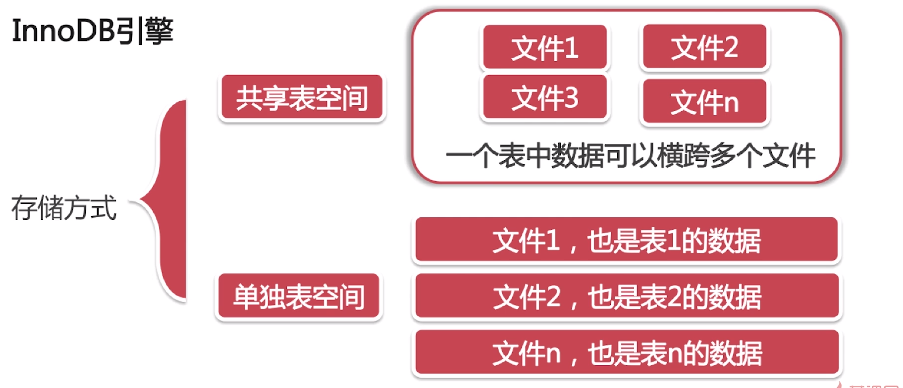 InnoDB引擎
文件1
文件2
共享表空间
文件3
文件n
一个表中数据可以横跨多个文件
存储方式
文件1，也是表1的数据
单独表空间
文件2，也是表2的数据
文件n，也是表n的数据